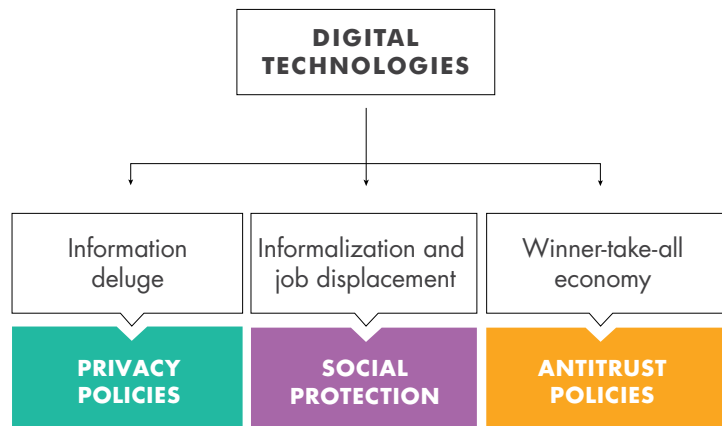 DIGITAL
TECHNOLOGIES
Information
deluge
Informalization and
job displacement
Winner-take-all
economy
PRIVACY
POLICIES
SOCIAL
PROTECTION
ANTITRUST
POLICIES